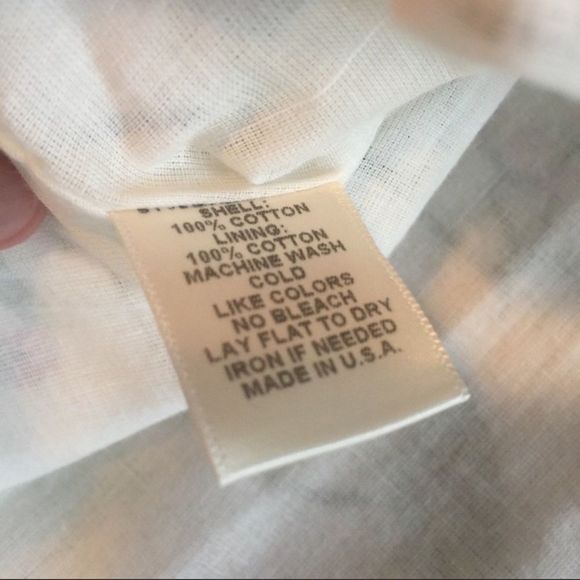 SHELL:
100% COTTON
LINING:
100% COTTON
MACHINE WASH
COLD
LIKE COLORS
NO BLEACH
LAY FLAT TO DRY
IRON IF NEEDED
MADE IN U.S.A.